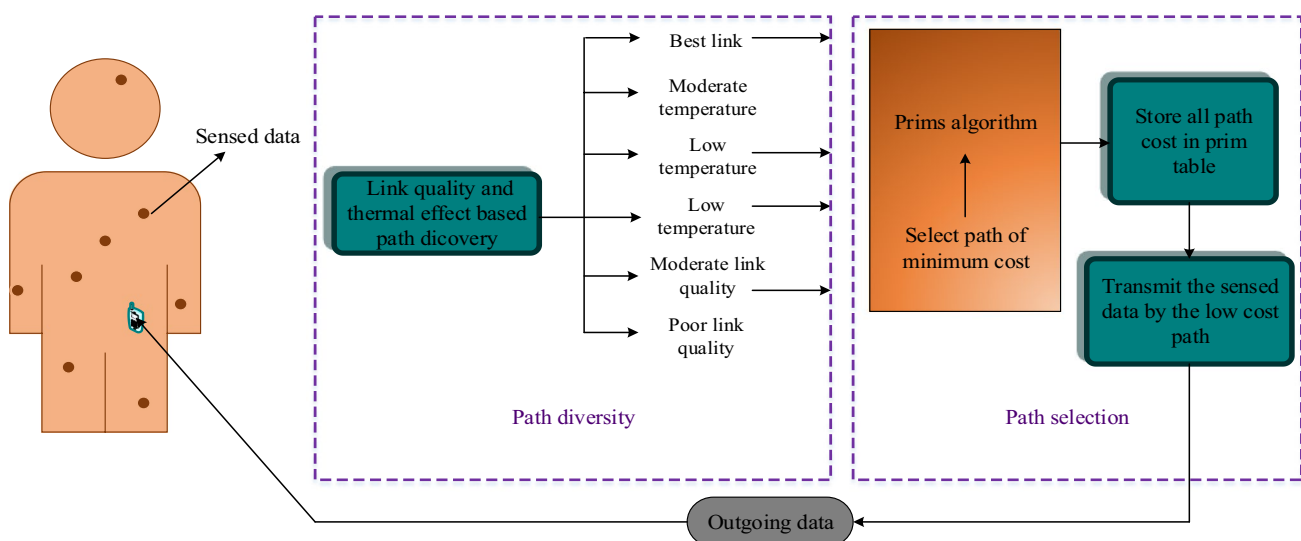 Sensed data
Link quality and
thermal effect based
path dicovery
Best link
Moderate
temperature
Low
temperature
Low
temperature
Moderate link
quality
Poor link
quality
Path diversity
Prims algorithm
Select path of
minimum cost
Store all path
cost in prim
table
Transmit the sensed
data by the low cost
path
Path selection
Outgoing data